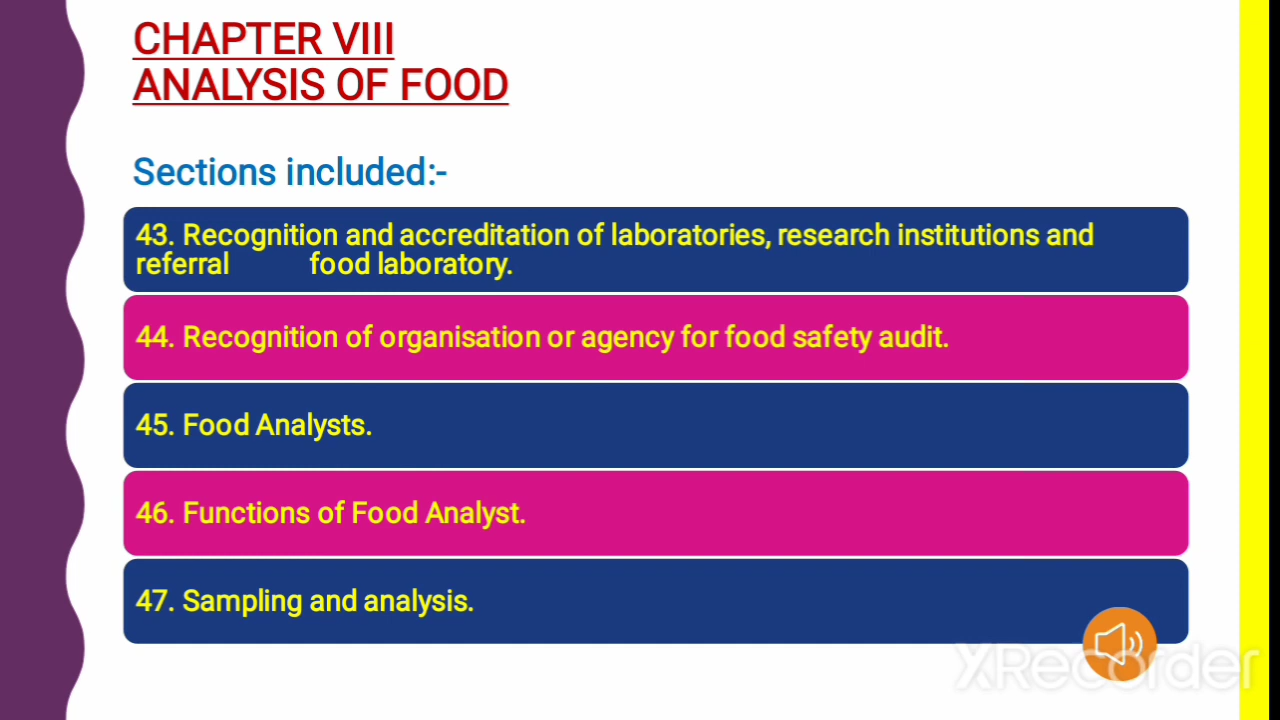 CHAPTER VIII
ANALYSIS OF FOOD
Sections included:-
43. Recognition and accreditation of laboratories, research institutions and
referral food laboratory.
44. Recognition of organisation or agency for food safety audit.
45. Food Analysts.
46. Functions of Food Analyst.
47. Sampling and analysis.
XRecorder